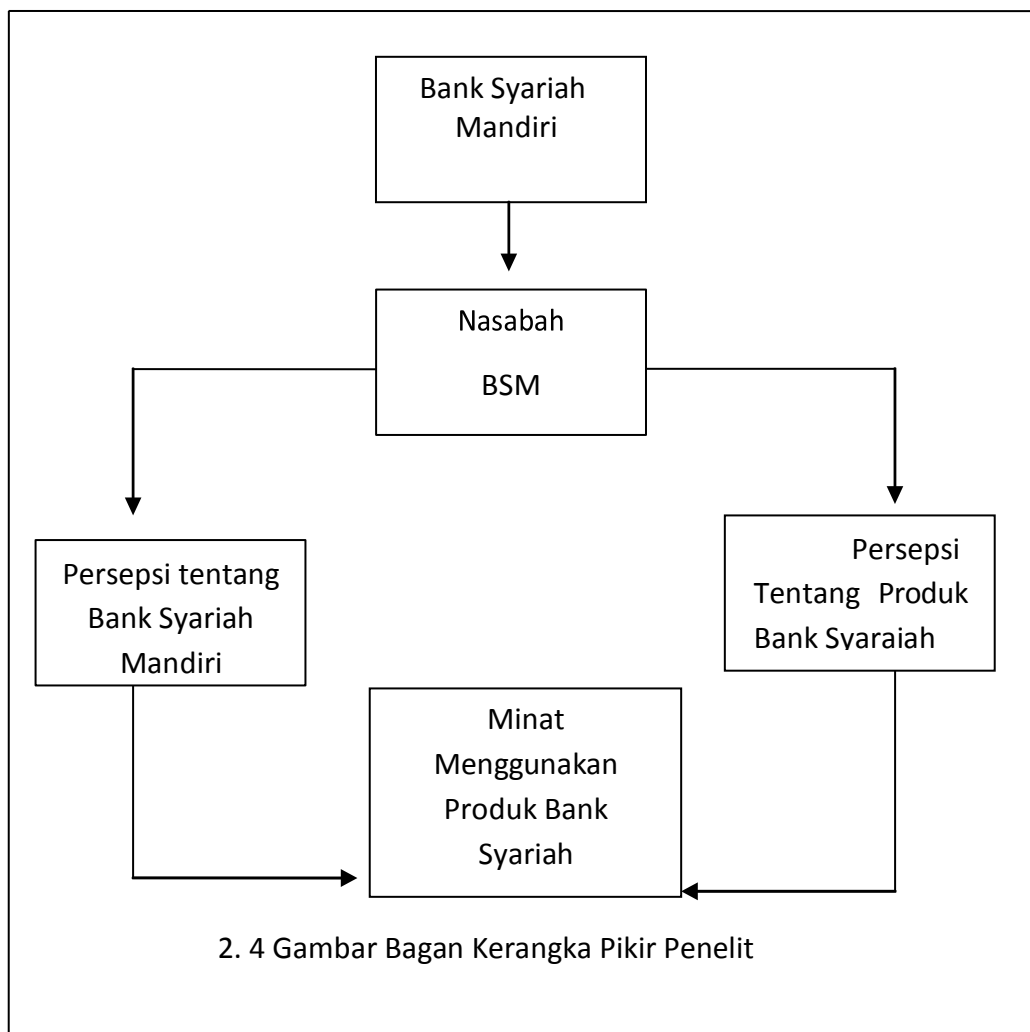 Bank Syariah
Mandiri
Nasabah
BSM
Persepsi tentang
Bank Syariah
Mandiri
Persepsi
Tentang Produk
Bank Syaraiah
Minat
Menggunakan
Produk Bank
Syariah
2. 4 Gambar Bagan Kerangka Pikir Penelit